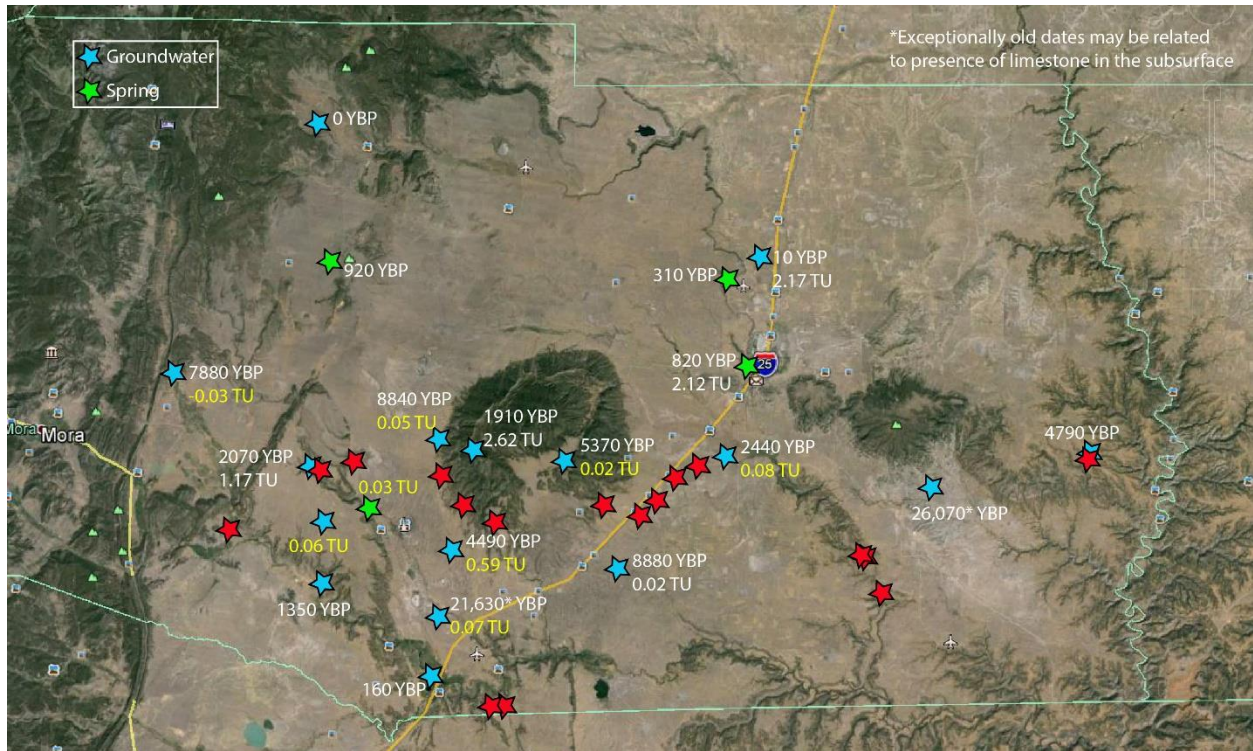 Groundwater
Spring
*Exceptionally old dates may be related
to presence of limestone in the subsurface
0 YBP
920 YBP
310 YBP
10 YBP
2.17 TU
820 YBP
2.12 TU
25
7880 YBP
-0.03 TU
Mora
Mora
8840 YBP
0.05 TU
1910 YBP
2.62 TU
5370 YBP
0.02 TU
2440 YBP
0.08 TU
4790 YBP
2070 YBP
1.17 TU
0.03 TU
26,070* YBP
0.06 TU
4490 YBP
0.59 TU
8880 YBP
0.02 TU
1350 YBP
21,630* YBP
0.07 TU
160 YBP